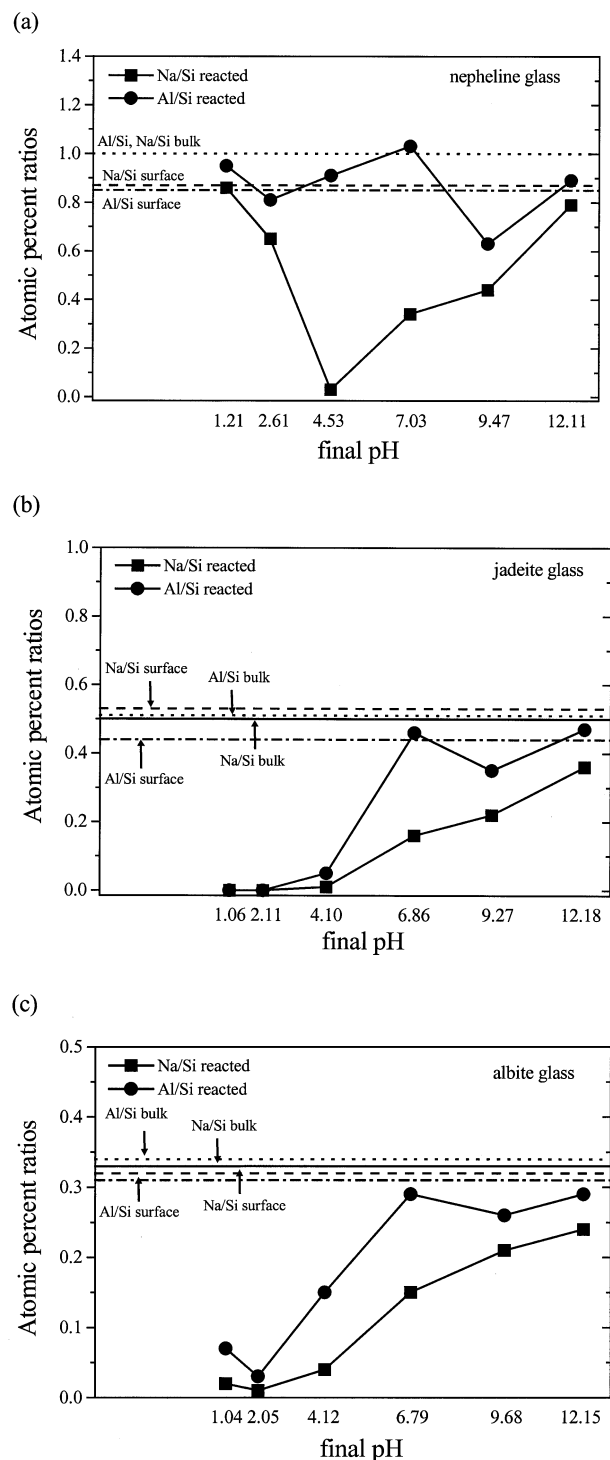 (a)
1.4
1.2
1.0
0.8
0.6
0.4
0.2
0.0
Atomic percent ratios
Na/Si reacted
Al/Si reacted
nepheline glass
Al/Si, Na/Si bulk
Na/Si surface
Al/Si surface
1.21 2.61 4.53 7.03 9.47 12.11
final pH
(b)
1.0
0.8
0.6
0.4
0.2
0.0
Atomic percent ratios
Na/Si reacted
Al/Si reacted
jadeite glass
Na/Si surface
Al/Si bulk
Al/Si surface
Na/Si bulk
1.06 2.11 4.10 6.86 9.27 12.18
final pH
(c)
0.5
0.4
0.3
0.2
0.1
0.0
Atomic percent ratios
Na/Si reacted
Al/Si reacted
albite glass
Al/Si bulk
Na/Si bulk
Al/Si surface
Na/Si surface
1.04 2.05 4.12 6.79 9.68 12.15
final pH